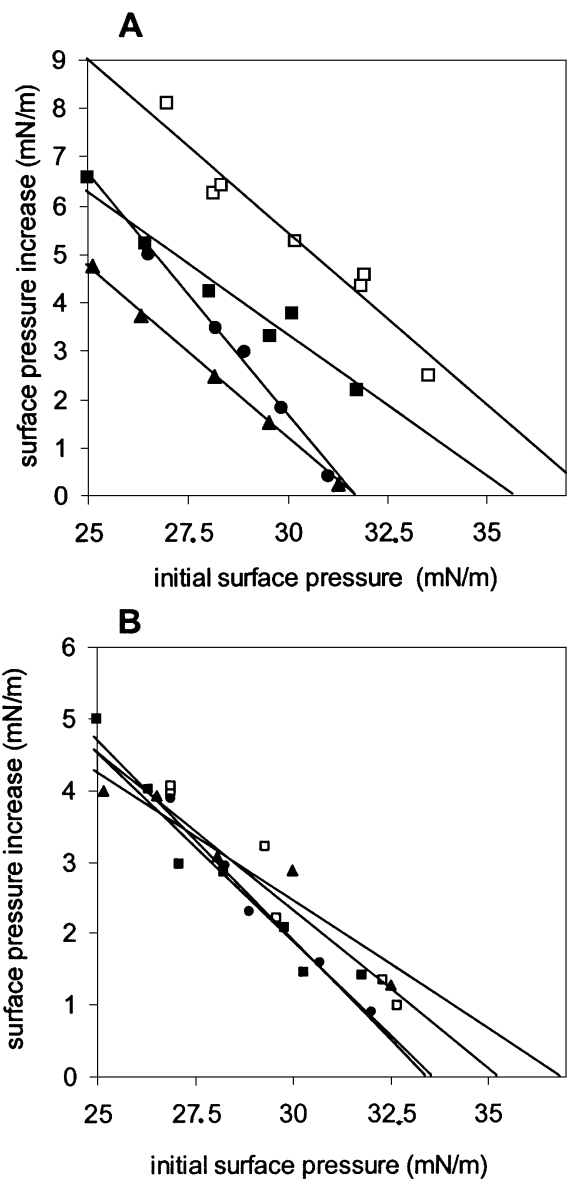 A
9
8
7
6
5
4
3
2
1
0
surface pressure increase (mN/m)
25 27.5 30 32.5 35
initial surface pressure (mN/m)
B
6
5
4
3
2
1
0
surface pressure increase (mN/m)
25 27.5 30 32.5 35
initial surface pressure (mN/m)